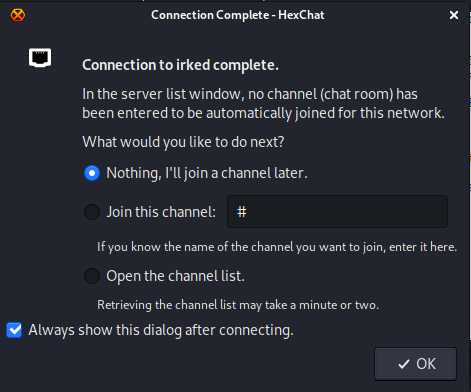 Connection Complete - HexChat
Connection to irked complete.
In the server list window, no channel (chat room) has
been entered to be automatically joined for this network.
What would you like to do next?
Nothing, I'll join a channel later.
Join this channel: #
If you know the name of the channel you want to join, enter it here.
Open the channel list.
Retrieving the channel list may take a minute or two.
Always show this dialog after connecting.
OK